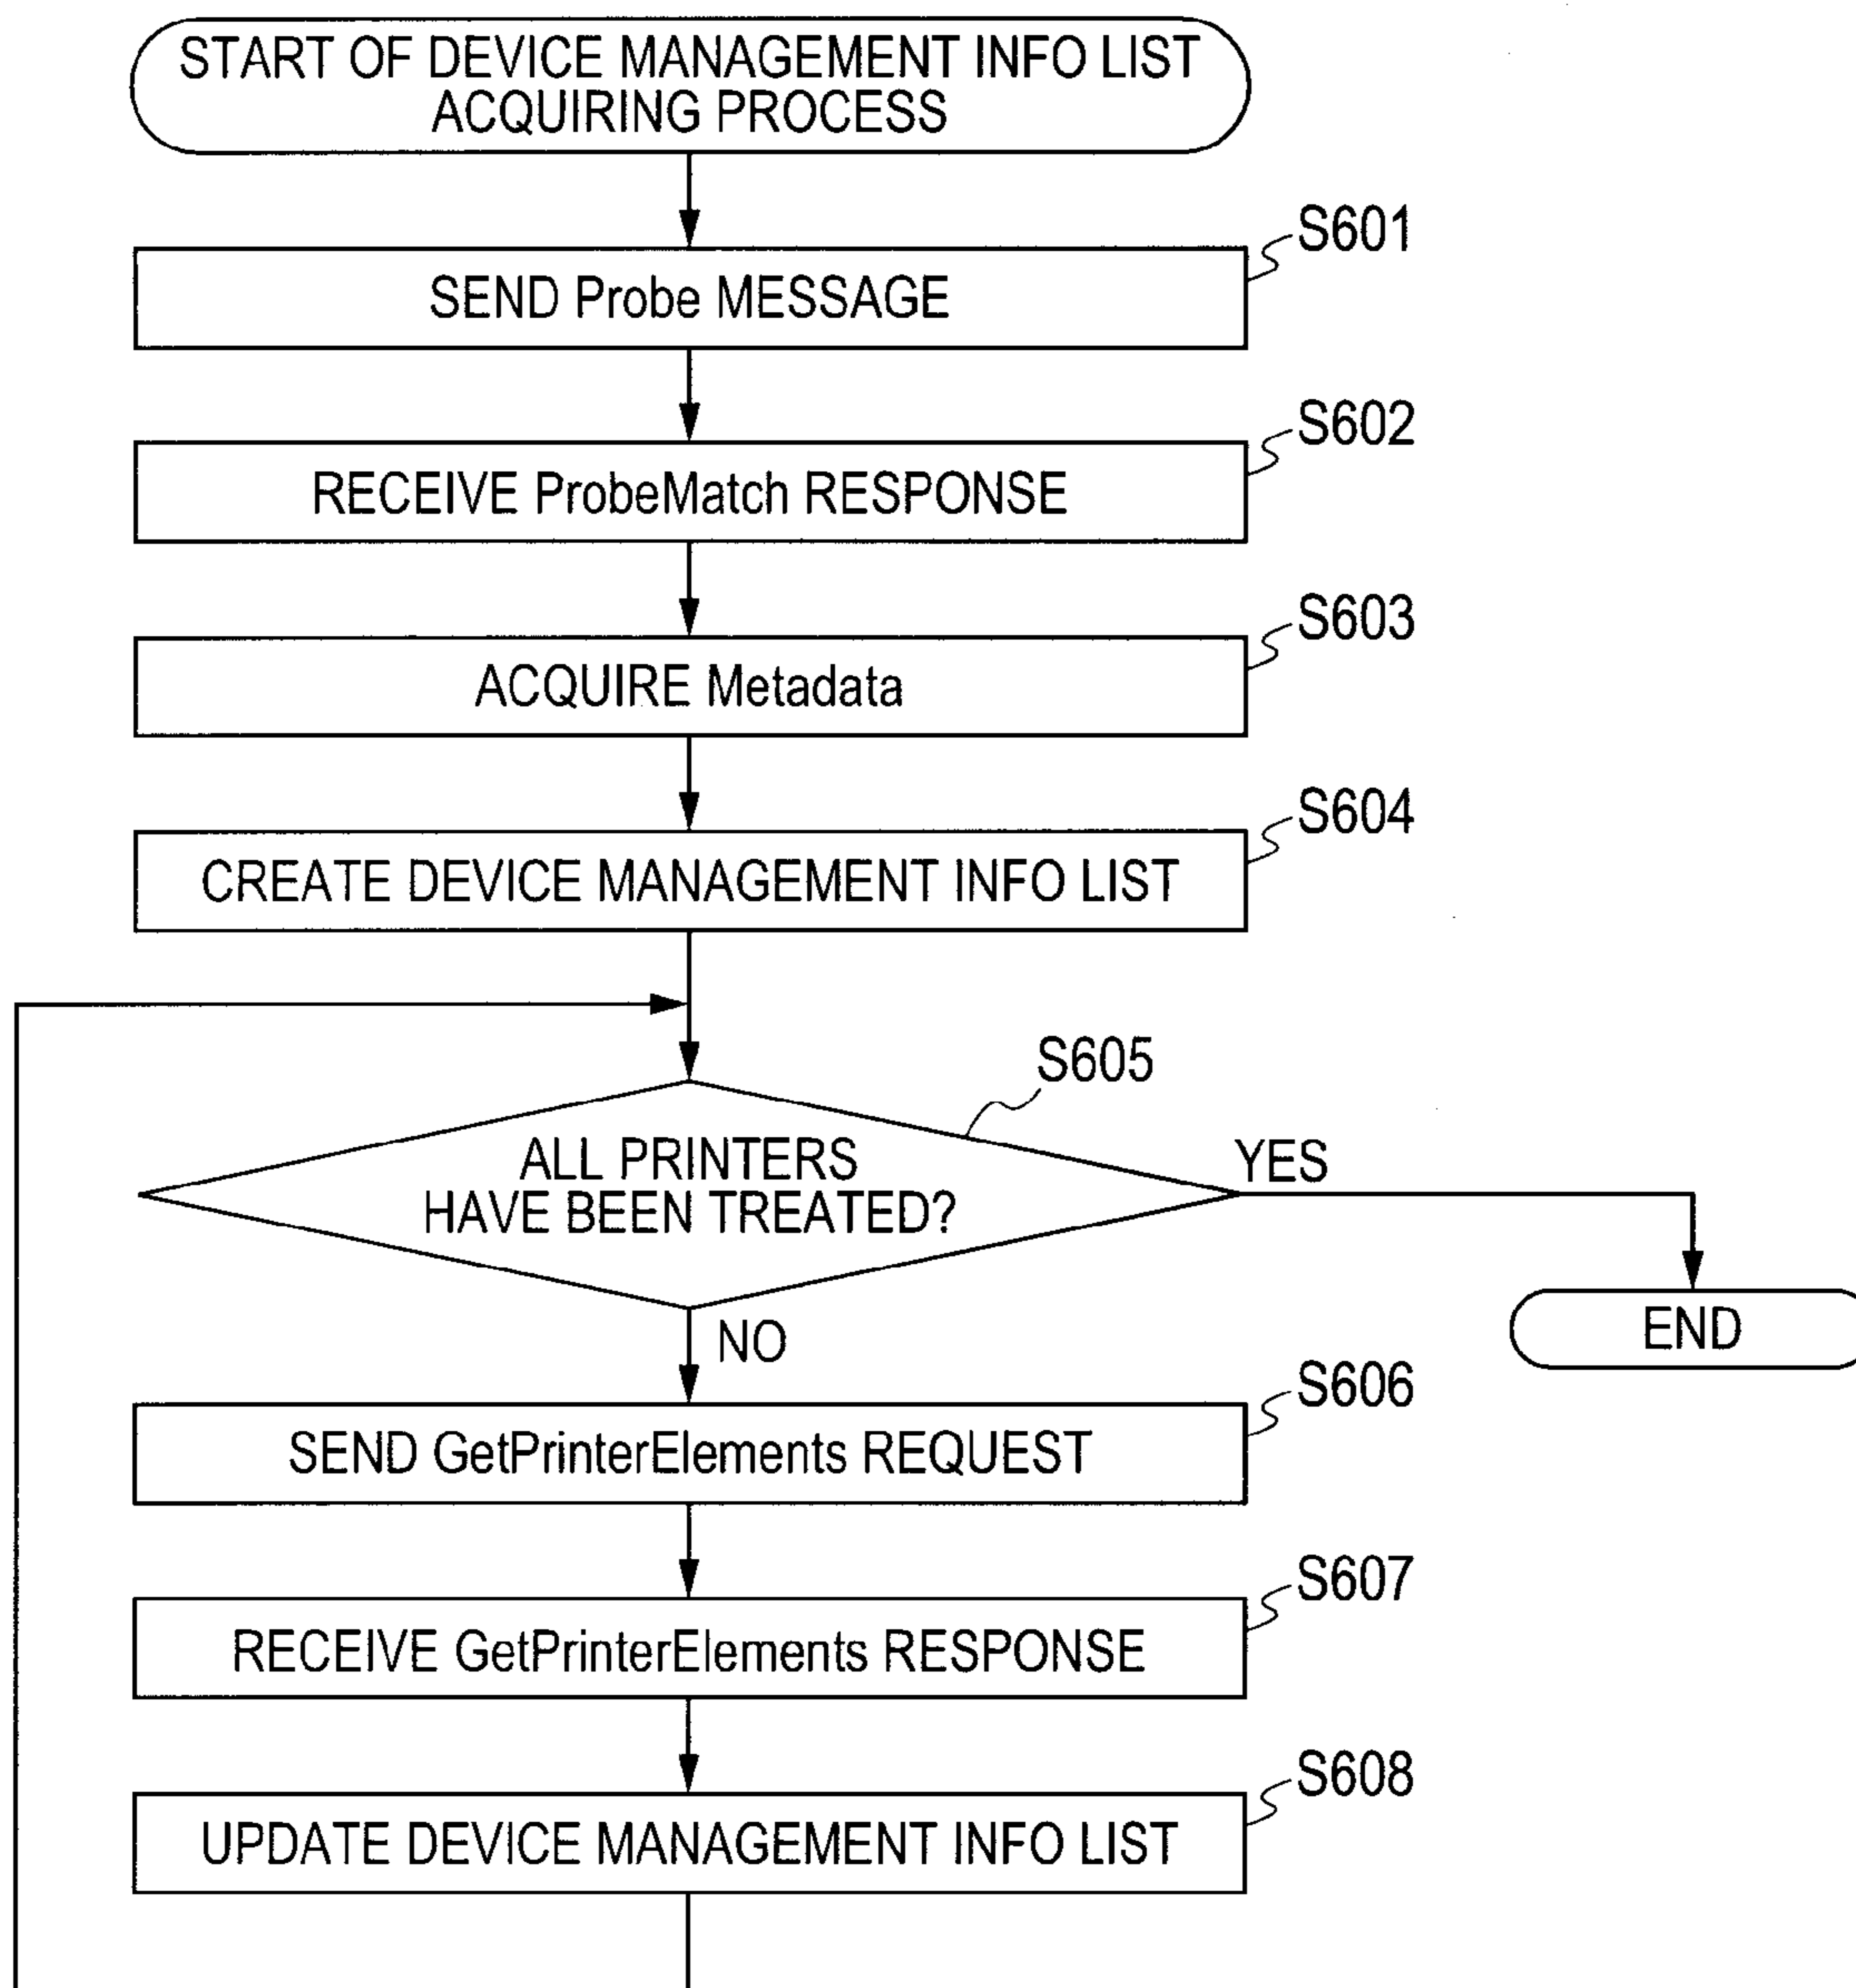 START OF DEVICE MANAGEMENT INFO LIST
ACQUIRING PROCESS
S601
SEND Probe MESSAGE
S602
RECEIVE ProbeMatch RESPONSE
S603
ACQUIRE Metadata
S604
CREATE DEVICE MANAGEMENT INFO LIST
S605
ALL PRINTERS
HAVE BEEN TREATED?
YES
END
NO
S606
SEND GetPrinterElements REQUEST
S607
RECEIVE GetPrinterElements RESPONSE
S608
UPDATE DEVICE MANAGEMENT INFO LIST